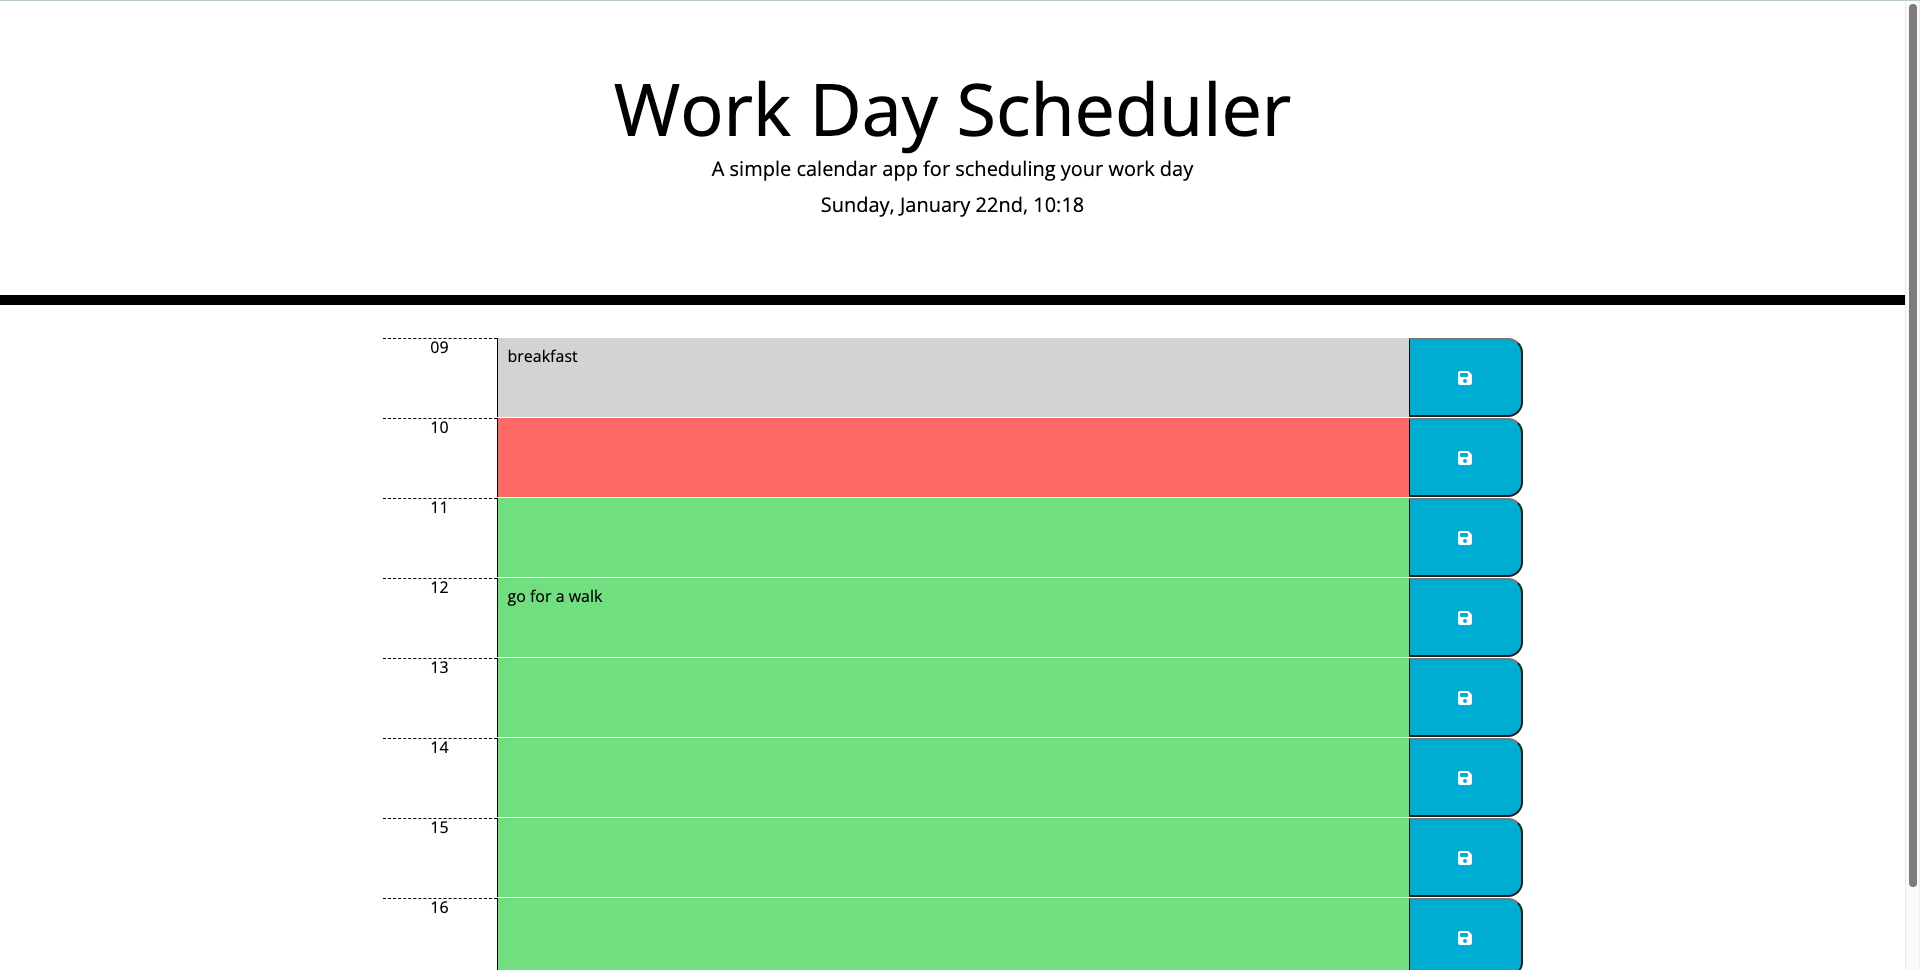 Work Day Scheduler
A simple calendar app for scheduling your work day
Sunday, January 22nd, 10:18
09
breakfast
10
11
12
go for a walk
13
14
15
16